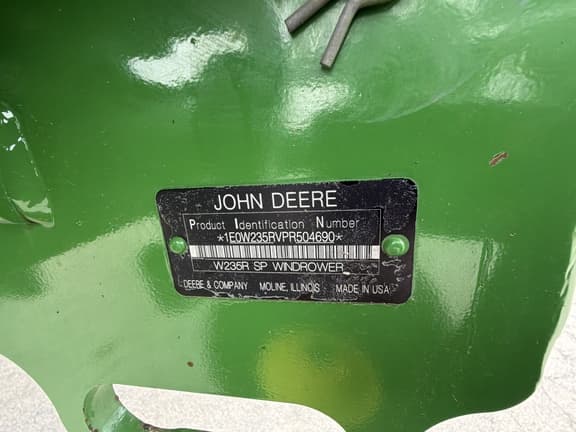 JOHN DEERE
Product Identification Number
*1E0W235RVPR504690*
W235R SP WINDROWER
DEERE & COMPANY MOLINE, ILLINOIS MADE IN USA